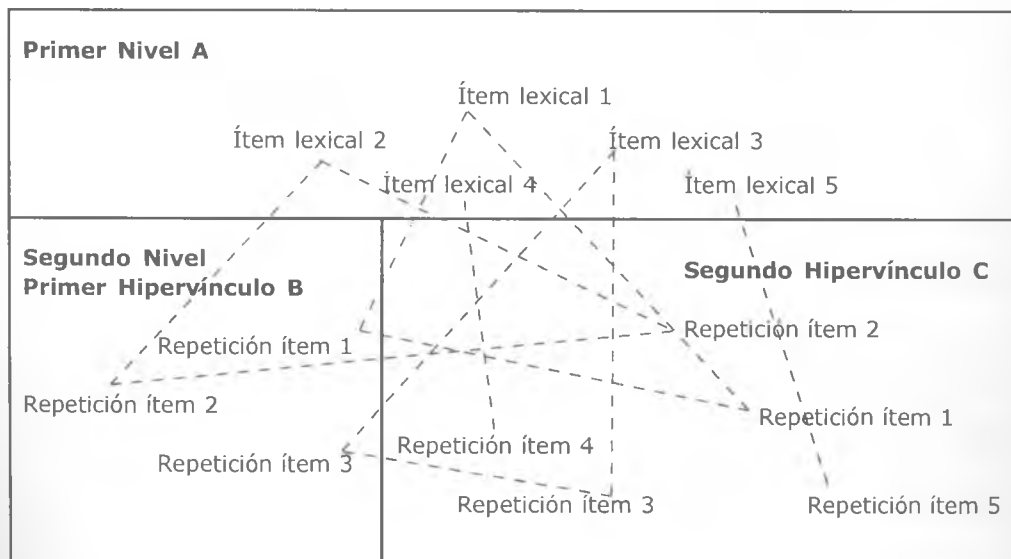 Primer Nivel A
Ítem lexical 1
Ítem lexical 2
Ítem lexical 3
Ítem lexical 4
Ítem lexical 5
Segundo Nivel
Primer Hipervínculo B
Repetición ítem 1
Repetición ítem 2
Repetición ítem 3
Segundo Hipervínculo C
Repetición ítem 2
Repetición ítem 1
Repetición ítem 4
Repetición ítem 3
Repetición ítem 5